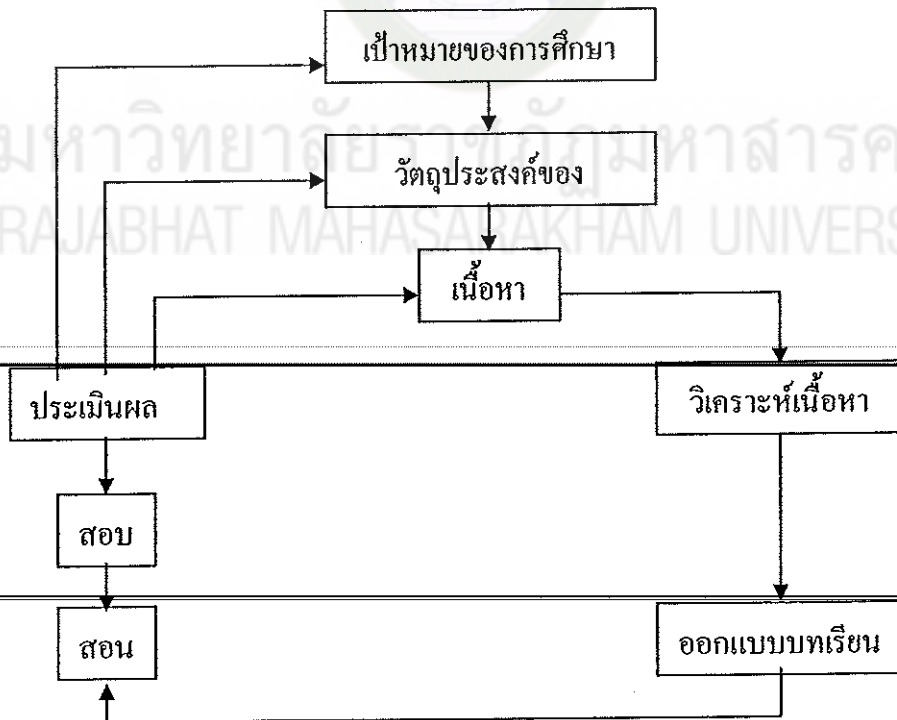 เป้าหมายของการศึกษา
มหาวิทยาลัยราชภัฏมหาสารค
วัตถุประสงค์ของ
RAJABHAT MAHASARAKHAM UNIVERS
เนื้อหา
ประเมินผล
วิเคราะห์เนื้อหา
สอบ
สอน
ออกแบบบทเรียน